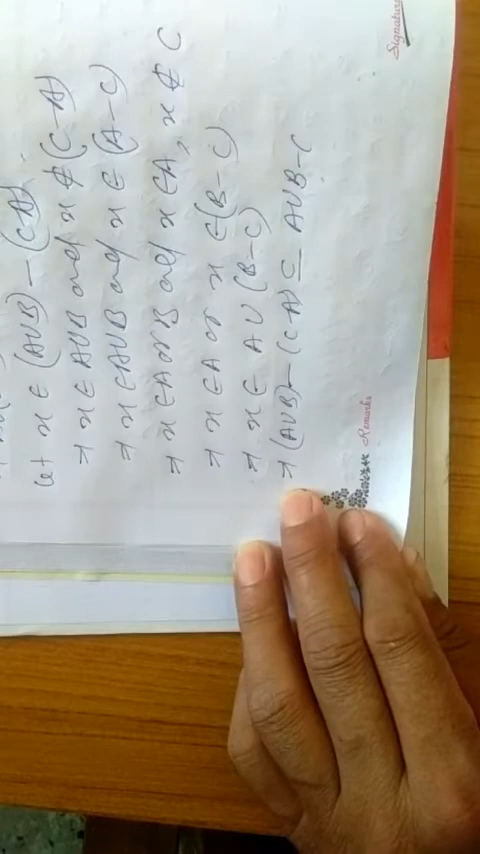 Let x ∈ (A∪B) - (C-A)
⇒ x ∈ A∪B and x ∉ (C-A)
⇒ x ∈ A∪B and x ∈ (A-C)
⇒ x ∈ A or B and x ∈ A, x ∉ C
⇒ x ∈ A or x ∈ (B-C)
⇒ x ∈ A∪(B-C)
⇒ (A∪B) - (C-A) ⊆ A∪B-C
Remarks
Signature